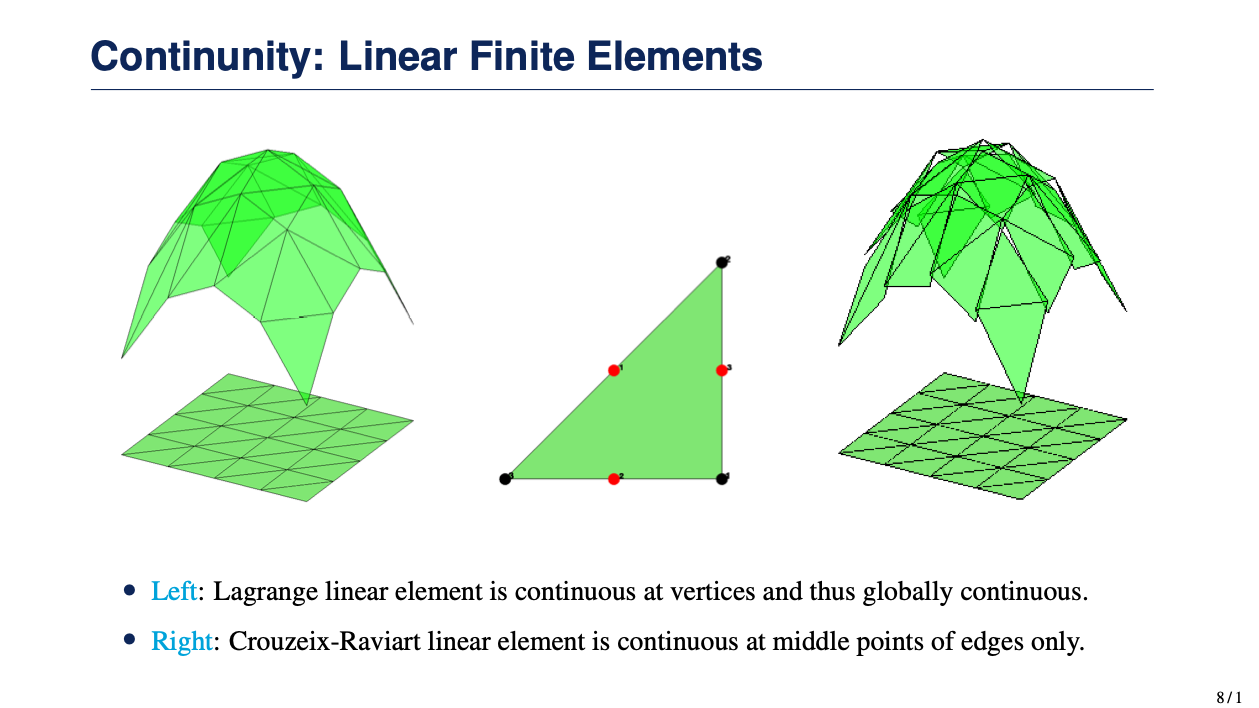 Continunity: Linear Finite Elements
2
1
3
3
2
1
• Left: Lagrange linear element is continuous at vertices and thus globally continuous.
• Right: Crouzeix-Raviart linear element is continuous at middle points of edges only.
8 / 1